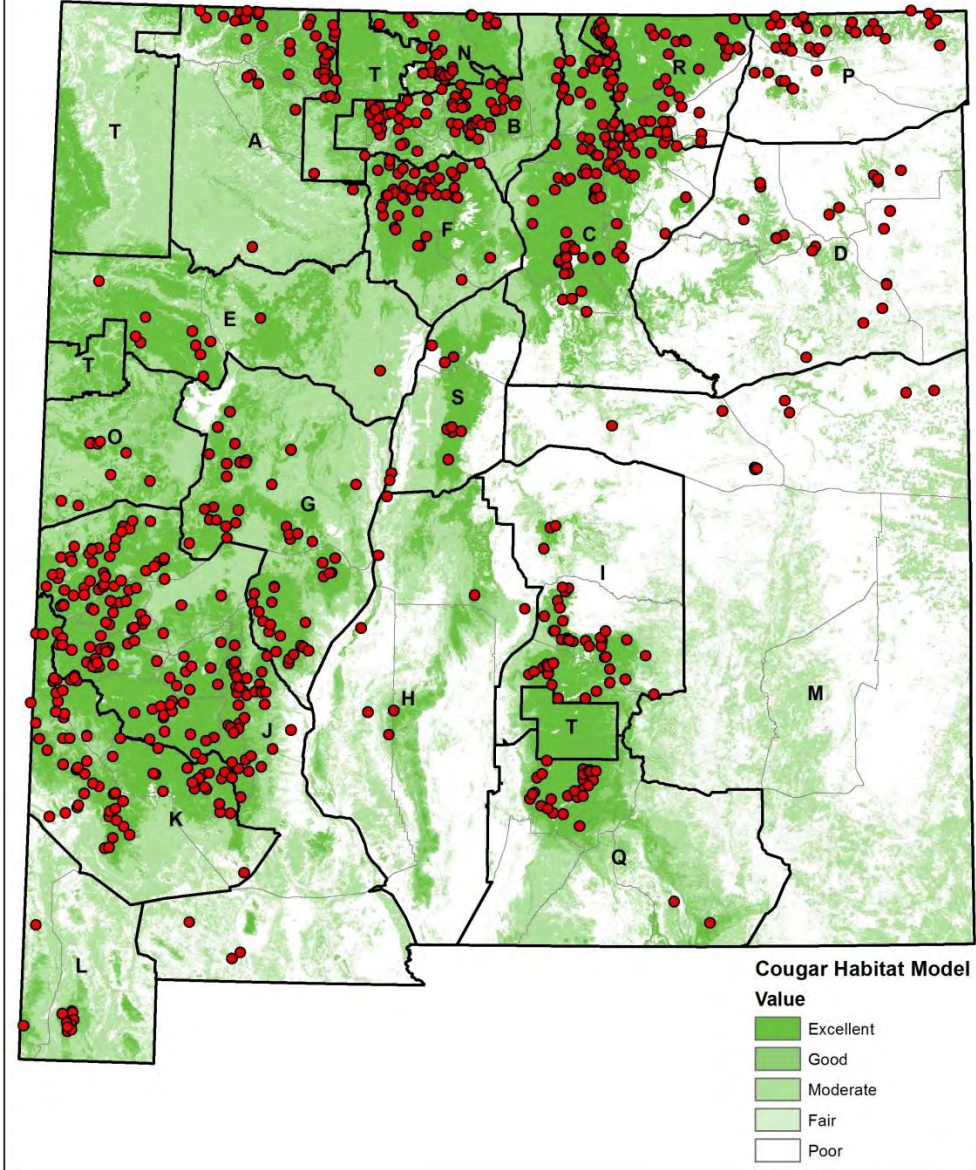 N
T
R
P
T
A
B
F
C
D
E
T
S
O
G
I
H
M
J
T
K
Q
L
Cougar Habitat Model
Value
Excellent
Good
Moderate
Fair
Poor